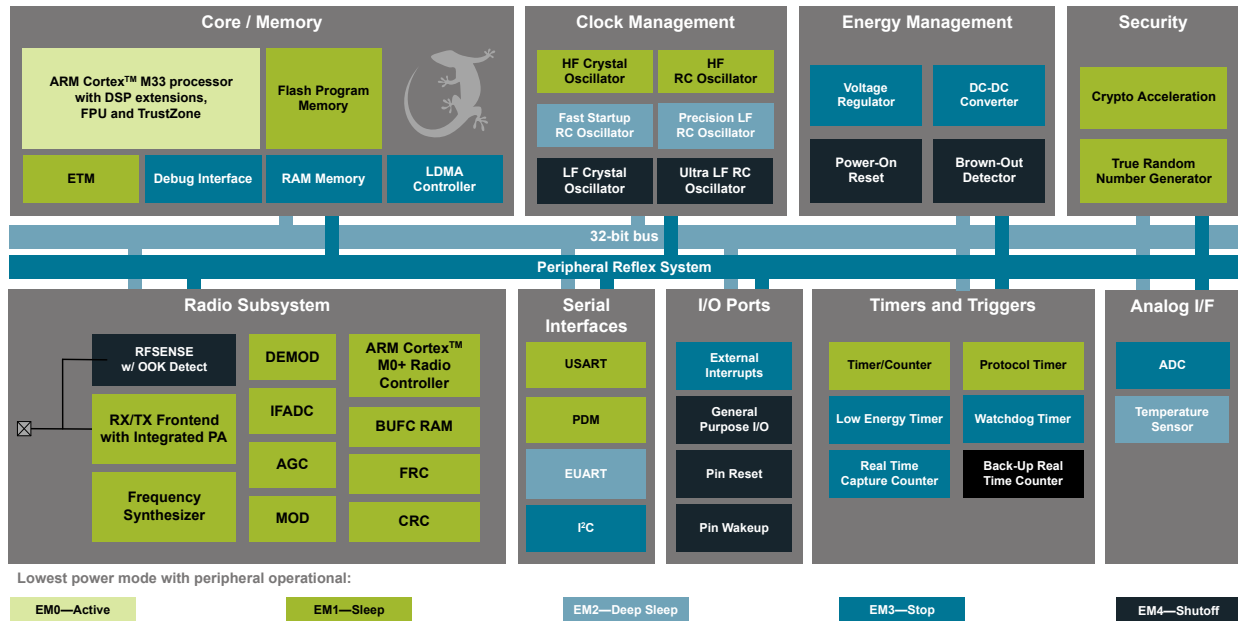 Core / Memory
ARM Cortex™ M33 processor
with DSP extensions,
FPU and TrustZone
Flash Program
Memory
ETM
Debug Interface
RAM Memory
LDMA
Controller
Clock Management
HF Crystal
Oscillator
HF
RC Oscillator
Fast Startup
RC Oscillator
Precision LF
RC Oscillator
LF Crystal
Oscillator
Ultra LF RC
Oscillator
Energy Management
Voltage
Regulator
DC-DC
Converter
Power-On
Reset
Brown-Out
Detector
Security
Crypto Acceleration
True Random
Number Generator
32-bit bus
Peripheral Reflex System
Radio Subsystem
RFSENSE
w/ OOK Detect
RX/TX Frontend
with Integrated PA
Frequency
Synthesizer
DEMOD
IFADC
AGC
MOD
ARM Cortex™
M0+ Radio
Controller
BUFC RAM
FRC
CRC
Serial
Interfaces
USART
PDM
EUART
I²C
I/O Ports
External
Interrupts
General
Purpose I/O
Pin Reset
Pin Wakeup
Timers and Triggers
Timer/Counter
Protocol Timer
Low Energy Timer
Watchdog Timer
Real Time
Capture Counter
Back-Up Real
Time Counter
Analog I/F
ADC
Temperature
Sensor
Lowest power mode with peripheral operational:
EM0—Active
EM1—Sleep
EM2—Deep Sleep
EM3—Stop
EM4—Shutoff